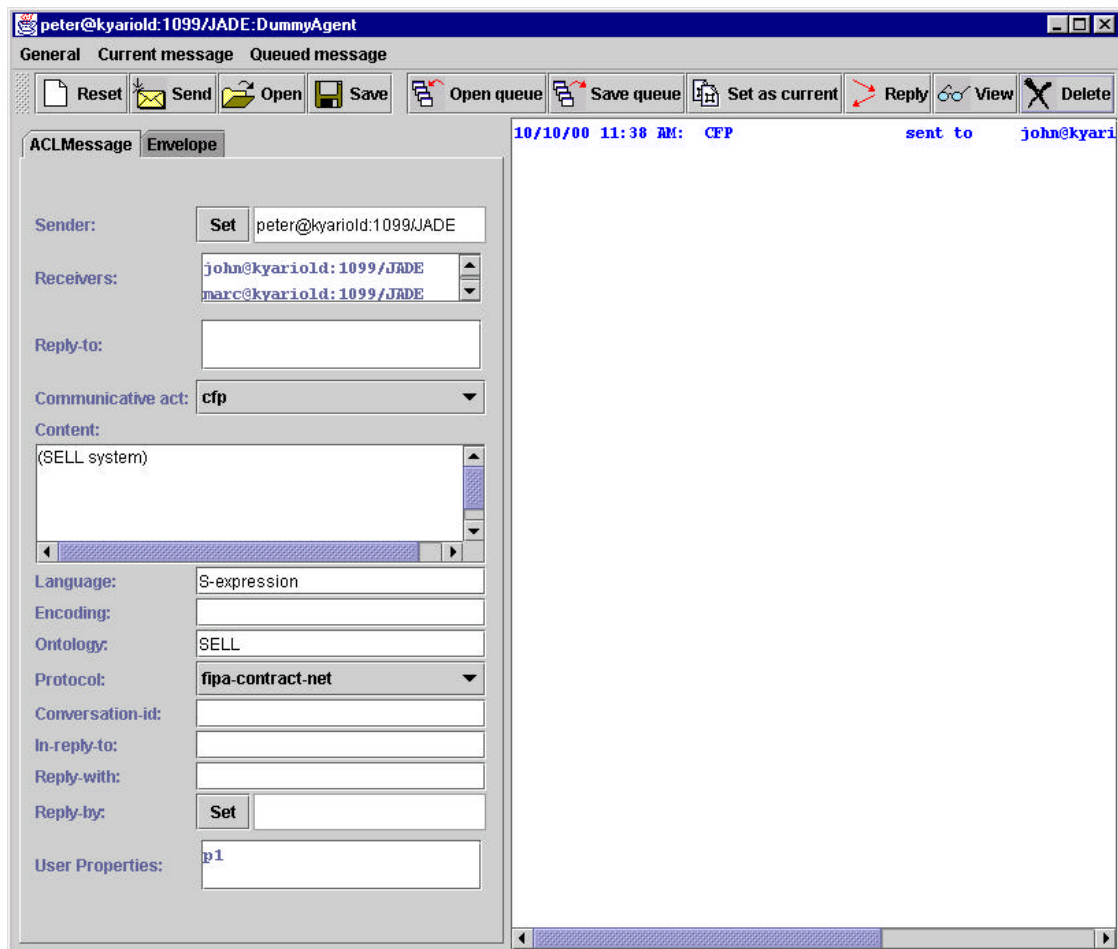 peter@kyariold:1099/JADE:DummyAgent
General Current message Queued message
Reset Send Open Save Open queue Save queue Set as current Reply View Delete
ACLMessage Envelope
10/10/00 11:38 AM: CFP sent to john@kyari
Sender: Set peter@kyariold:1099/JADE
Receivers: john@kyariold:1099/JADE
marc@kyariold:1099/JADE
Reply-to:
Communicative act: cfp
Content:
(SELL system)
Language: S-expression
Encoding:
Ontology: SELL
Protocol: fipa-contract-net
Conversation-id:
In-reply-to:
Reply-with:
Reply-by: Set
User Properties: p1